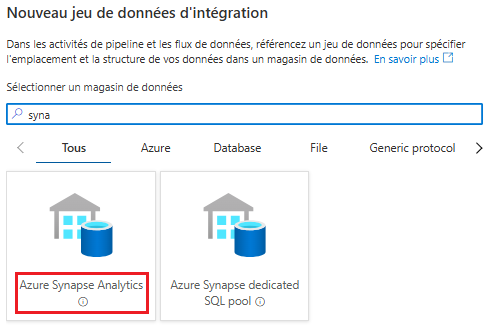 Nouveau jeu de données d'intégration
Dans les activités de pipeline et les flux de données, référencez un jeu de données pour spécifier
l'emplacement et la structure de vos données dans un magasin de données. En savoir plus
Sélectionner un magasin de données
syna
Tous Azure Database File Generic protocol
Azure Synapse Analytics
Azure Synapse dedicated
SQL pool